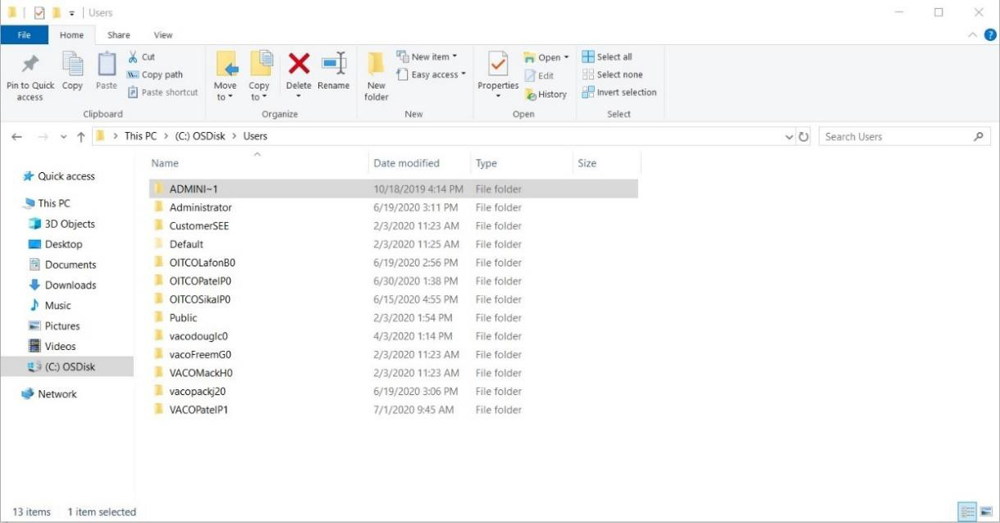 Users
File Home Share View
Pin to Quick access
Copy
Paste
Cut
Copy path
Paste shortcut
Clipboard
Move to
Copy to
Delete
Rename
Organize
New folder
New item
Easy access
New
Properties
Open
Edit
History
Open
Select all
Select none
Invert selection
Select
This PC > (C:) OSDisk > Users
Search Users
Quick access
This PC
3D Objects
Desktop
Documents
Downloads
Music
Pictures
Videos
(C:) OSDisk
Network
Name Date modified Type Size
ADMINI~1 10/18/2019 4:14 PM File folder
Administrator 6/19/2020 3:11 PM File folder
CustomerSEE 2/3/2020 11:23 AM File folder
Default 2/3/2020 11:25 AM File folder
OITCOLafonB0 6/19/2020 2:56 PM File folder
OITCOPatelP0 6/30/2020 1:38 PM File folder
OITCOSikalP0 6/15/2020 4:55 PM File folder
Public 2/3/2020 1:54 PM File folder
vacodouglc0 4/3/2020 1:14 PM File folder
vacoFreemG0 2/3/2020 11:23 AM File folder
VACOMackH0 2/3/2020 11:23 AM File folder
vacopackj20 6/19/2020 3:06 PM File folder
VACOPatelP1 7/1/2020 9:45 AM File folder
13 items 1 item selected